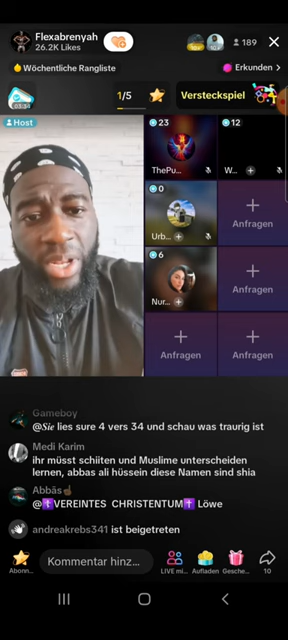 Flexabrenyah
26.2K Likes
189
Wöchentliche Rangliste
Erkunden >
03:34
1/5
Versteckspiel
Host
23
12
ThePu...
W...
0
Anfragen
Urb...
6
Anfragen
Nur...
Anfragen
Anfragen
Gameboy
@Sie lies sure 4 vers 34 und schau was traurig ist
Medi Karim
ihr müsst schiiten und Muslime unterscheiden
lernen, abbas ali hüssein diese Namen sind shia
Abbäs☝🏾
@✝️VEREINTES CHRISTENTUM✝️ Löwe
andreakrebs341 ist beigetreten
Kommentar hinz...
Abonn...
LIVE mi...
Aufladen
Gesche...
10